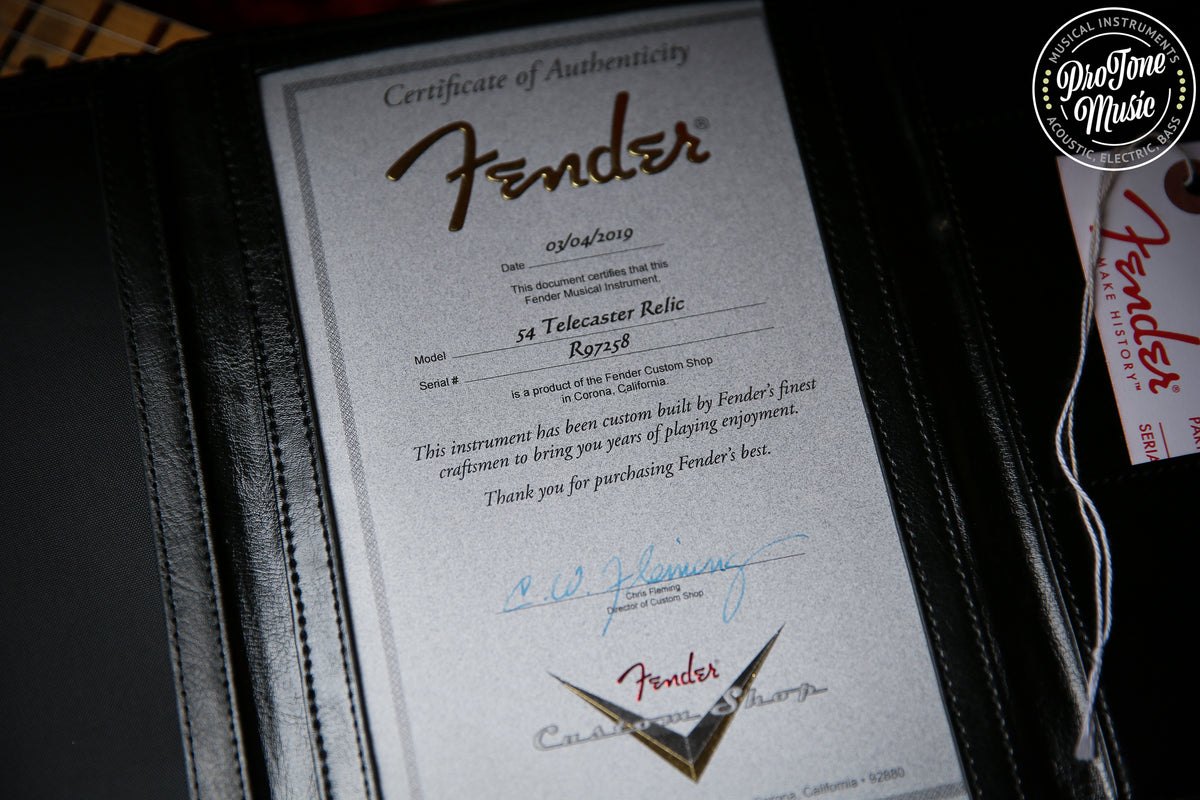 Certificate of Authenticity
Fender®
Date 03/04/2019
This document certifies that this
Fender Musical Instrument.
Model 54 Telecaster Relic
Serial # R97258
is a product of the Fender Custom Shop
in Corona, California.
This instrument has been custom built by Fender's finest
craftsmen to bring you years of playing enjoyment.
Thank you for purchasing Fender's best.
C.W. Fleming
Chris Fleming
Director of Custom Shop
Fender
Custom Shop
Corona, California • 92880
MUSICAL INSTRUMENTS
ProTone
Music
ACOUSTIC, ELECTRIC, BASS
Fender®
MAKE HISTORY™
SERIA
PAR